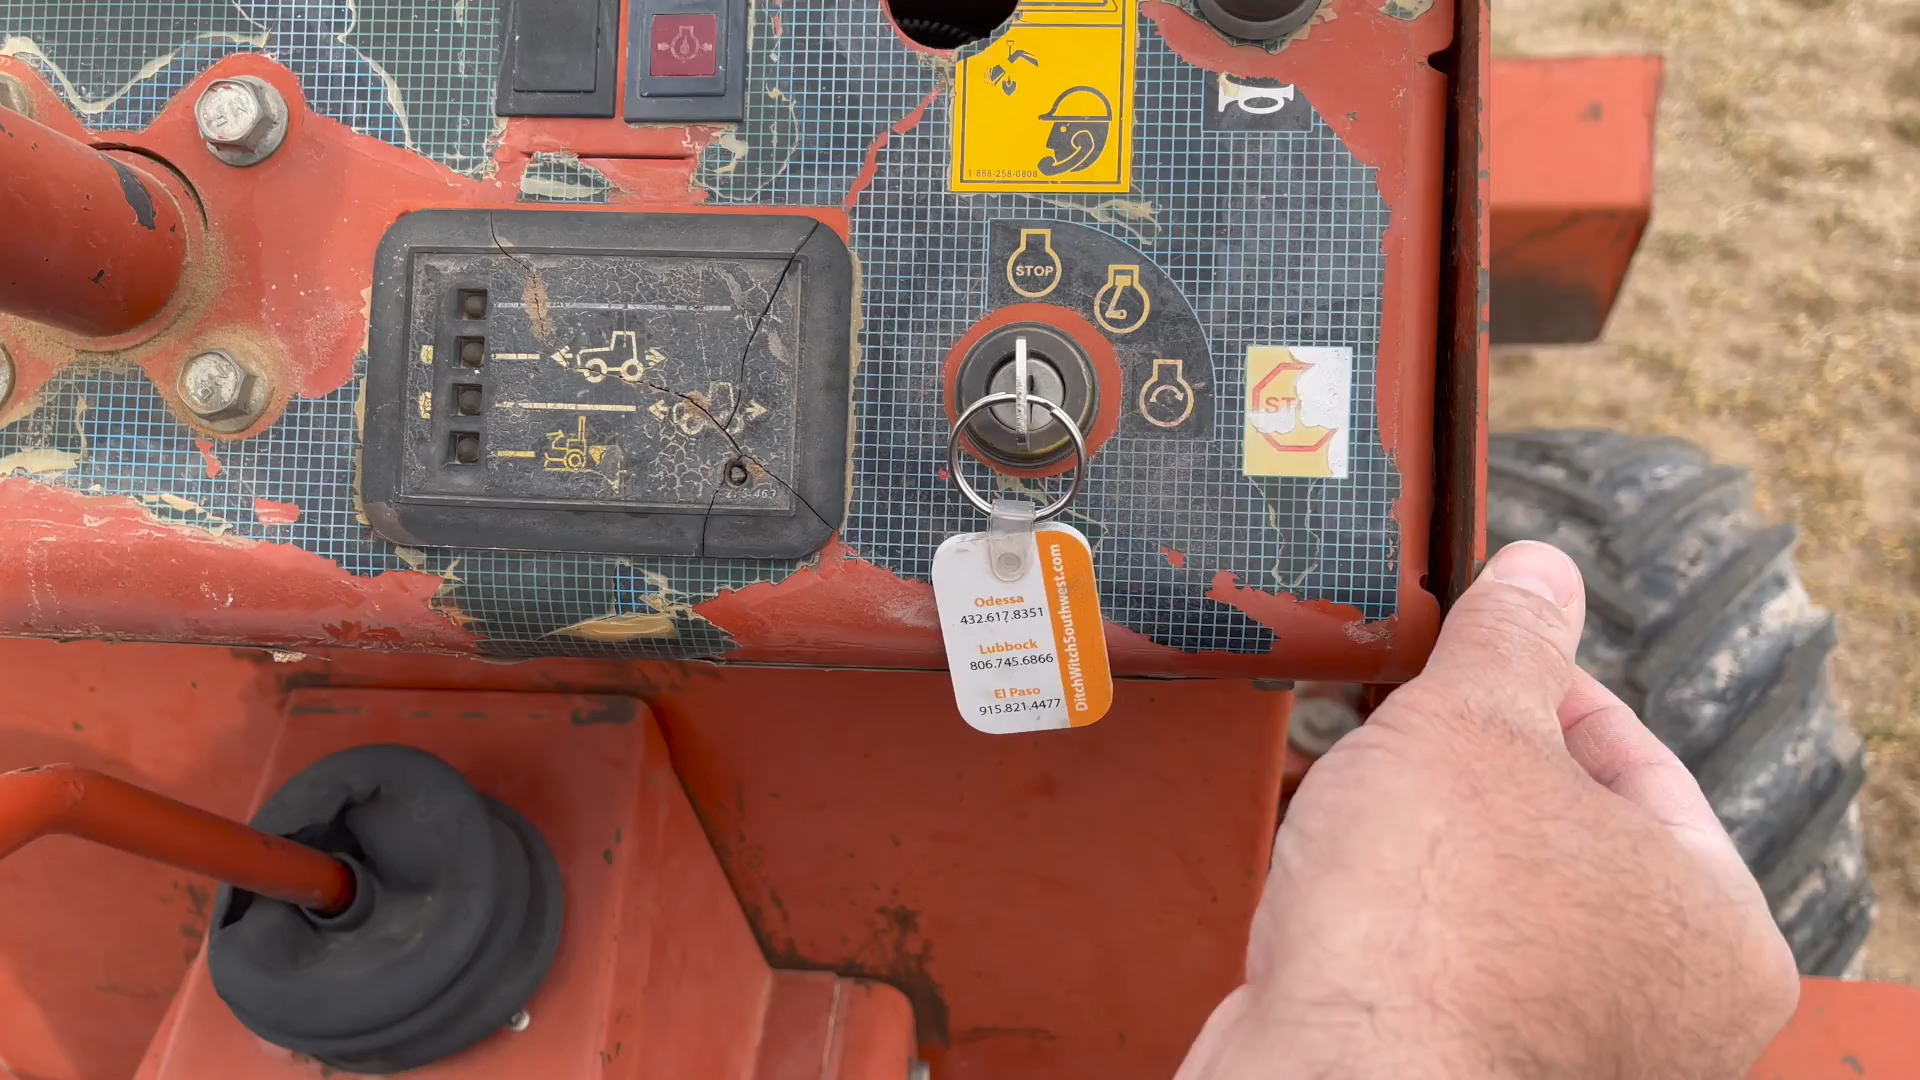 1-888-258-0808
STOP
ST
Odessa
432.617.8351
Lubbock
806.745.6866
El Paso
915.821.4477
DitchWitchSouthwest.com